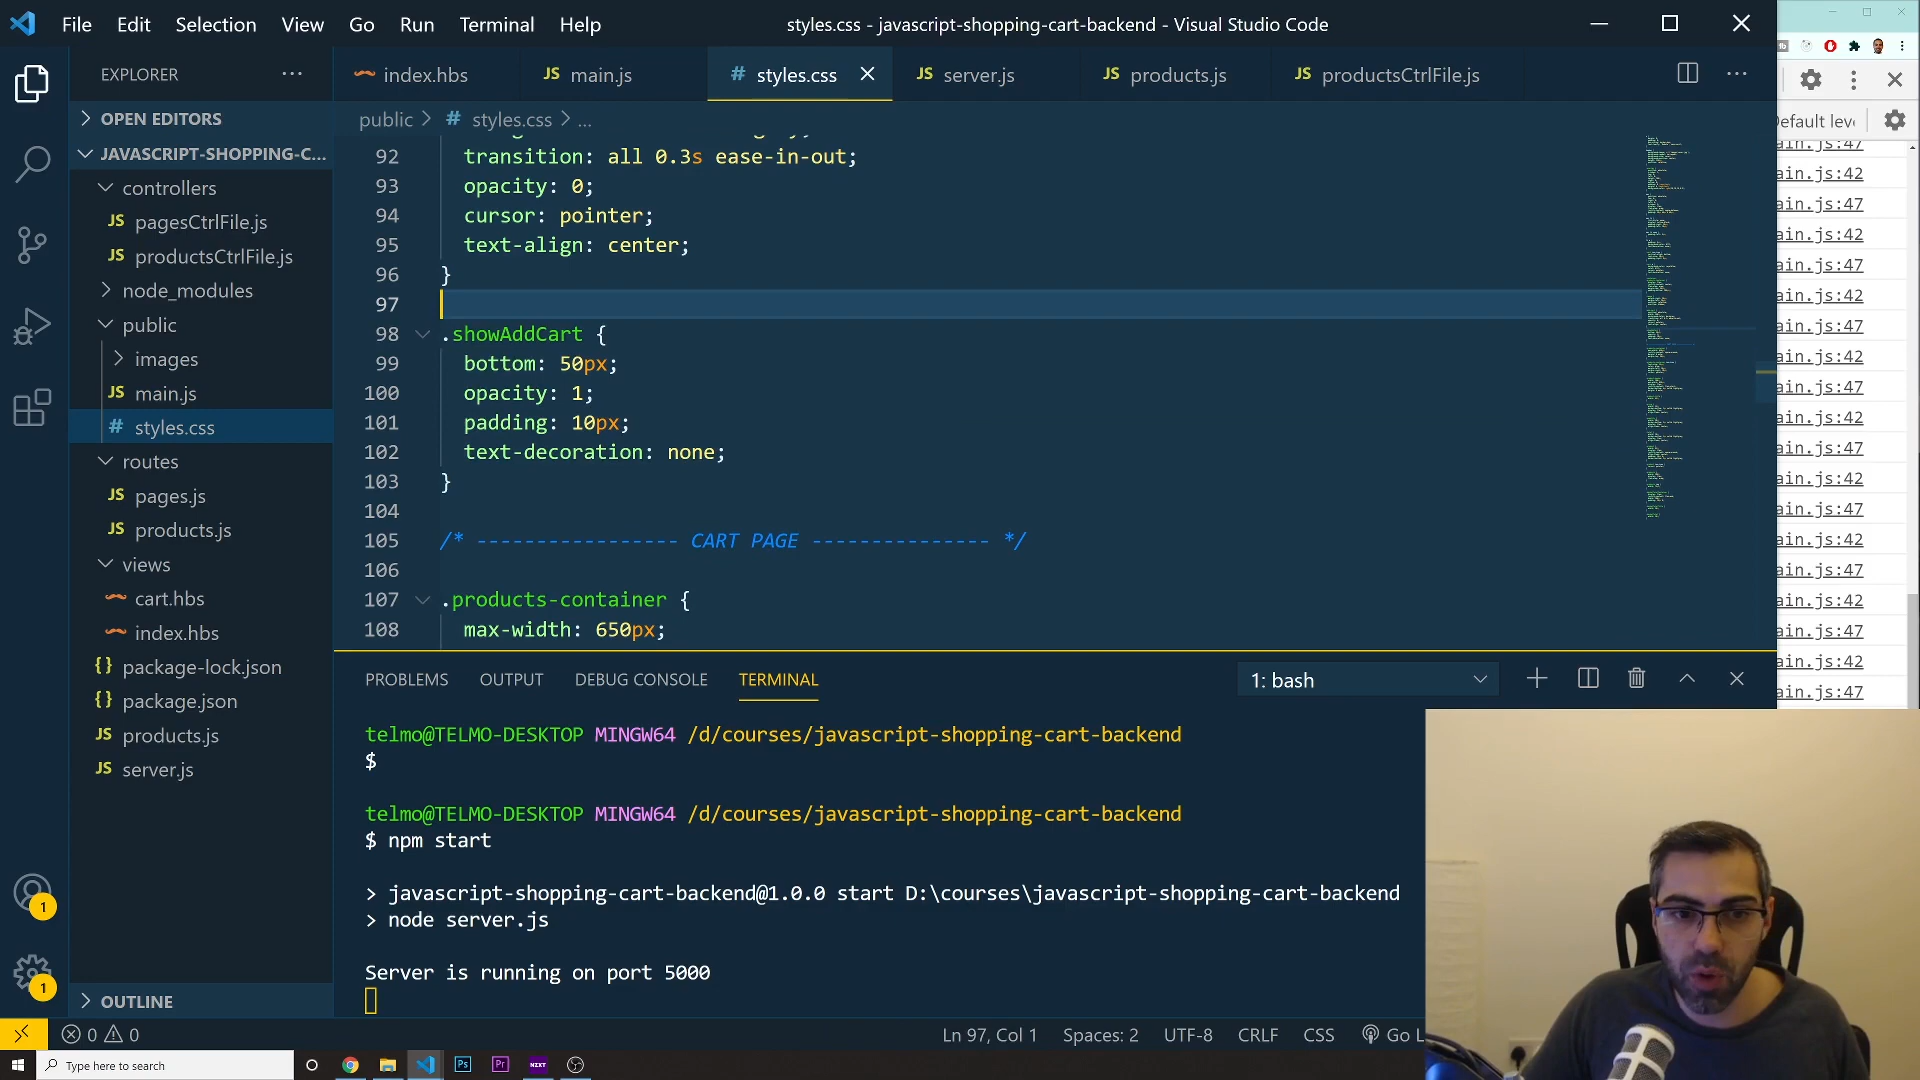 File Edit Selection View Go Run Terminal Help
styles.css - javascript-shopping-cart-backend - Visual Studio Code
EXPLORER
index.hbs
JS main.js
# styles.css
JS server.js
JS products.js
JS productsCtrlFile.js
public > # styles.css > ...
OPEN EDITORS
JAVASCRIPT-SHOPPING-C...
controllers
JS pagesCtrlFile.js
JS productsCtrlFile.js
node_modules
public
images
JS main.js
# styles.css
routes
JS pages.js
JS products.js
views
cart.hbs
index.hbs
{} package-lock.json
{} package.json
JS products.js
JS server.js
OUTLINE
92 transition: all 0.3s ease-in-out;
93 opacity: 0;
94 cursor: pointer;
95 text-align: center;
96 }
97
98 .showAddCart {
99 bottom: 50px;
100 opacity: 1;
101 padding: 10px;
102 text-decoration: none;
103 }
104
105 /* ----------------- CART PAGE --------------- */
106
107 .products-container {
108 max-width: 650px;
PROBLEMS OUTPUT DEBUG CONSOLE TERMINAL
1: bash
telmo@TELMO-DESKTOP MINGW64 /d/courses/javascript-shopping-cart-backend
$
telmo@TELMO-DESKTOP MINGW64 /d/courses/javascript-shopping-cart-backend
$ npm start
> javascript-shopping-cart-backend@1.0.0 start D:\courses\javascript-shopping-cart-backend
> node server.js
Server is running on port 5000
efault leve
ain.js:47
ain.js:42
ain.js:47
ain.js:42
ain.js:47
ain.js:42
ain.js:47
ain.js:42
ain.js:47
ain.js:42
ain.js:47
ain.js:42
ain.js:47
ain.js:42
ain.js:47
ain.js:42
ain.js:47
ain.js:42
ain.js:47
1
1
0 0
Ln 97, Col 1
Spaces: 2
UTF-8
CRLF
CSS
Go L
Type here to search
Ps
Pr
NZXT